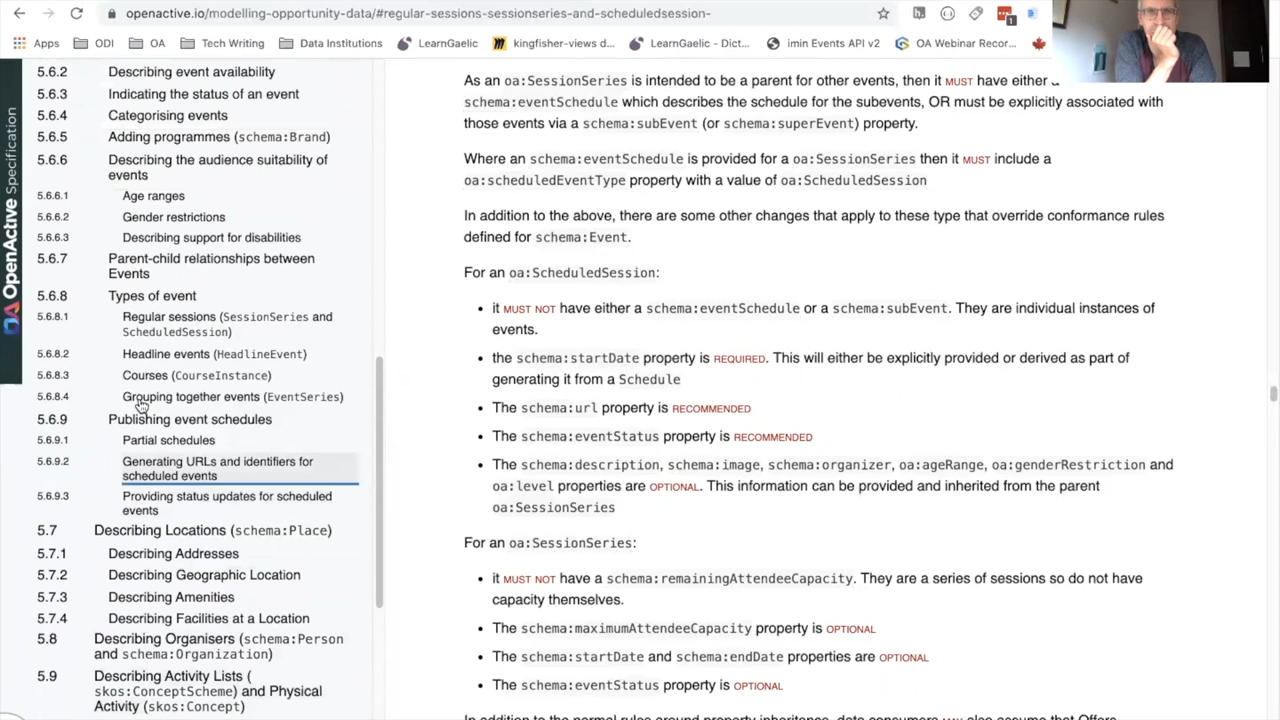 openactive.io/modelling-opportunity-data/#regular-sessions-sessionseries-and-scheduledsession-
Apps ODI OA Tech Writing Data Institutions LearnGaelic kingfisher-views d... LearnGaelic - Dict... imin Events API v2 OA Webinar Recor...
OpenActive Specification
5.6.2 Describing event availability
5.6.3 Indicating the status of an event
5.6.4 Categorising events
5.6.5 Adding programmes (schema:Brand)
5.6.6 Describing the audience suitability of
events
5.6.6.1 Age ranges
5.6.6.2 Gender restrictions
5.6.6.3 Describing support for disabilities
5.6.7 Parent-child relationships between
Events
5.6.8 Types of event
5.6.8.1 Regular sessions (SessionSeries and
ScheduledSession)
5.6.8.2 Headline events (HeadlineEvent)
5.6.8.3 Courses (CourseInstance)
5.6.8.4 Grouping together events (EventSeries)
5.6.9 Publishing event schedules
5.6.9.1 Partial schedules
5.6.9.2 Generating URLs and identifiers for
scheduled events
5.6.9.3 Providing status updates for scheduled
events
5.7 Describing Locations (schema:Place)
5.7.1 Describing Addresses
5.7.2 Describing Geographic Location
5.7.3 Describing Amenities
5.7.4 Describing Facilities at a Location
5.8 Describing Organisers (schema:Person
and schema:Organization)
5.9 Describing Activity Lists (
skos:ConceptScheme) and Physical
Activity (skos:Concept)
As an oa:SessionSeries is intended to be a parent for other events, then it MUST have either
schema:eventSchedule which describes the schedule for the subevents, OR must be explicitly associated with
those events via a schema:subEvent (or schema:superEvent) property.
Where an schema:eventSchedule is provided for a oa:SessionSeries then it MUST include a
oa:scheduledEventType property with a value of oa:ScheduledSession
In addition to the above, there are some other changes that apply to these type that override conformance rules
defined for schema:Event.
For an oa:ScheduledSession:
• it MUST NOT have either a schema:eventSchedule or a schema:subEvent. They are individual instances of
events.
• the schema:startDate property is REQUIRED. This will either be explicitly provided or derived as part of
generating it from a Schedule
• The schema:url property is RECOMMENDED
• The schema:eventStatus property is RECOMMENDED
• The schema:description, schema:image, schema:organizer, oa:ageRange, oa:genderRestriction and
oa:level properties are OPTIONAL. This information can be provided and inherited from the parent
oa:SessionSeries
For an oa:SessionSeries:
• it MUST NOT have a schema:remainingAttendeeCapacity. They are a series of sessions so do not have
capacity themselves.
• The schema:maximumAttendeeCapacity property is OPTIONAL
• The schema:startDate and schema:endDate properties are OPTIONAL
• The schema:eventStatus property is OPTIONAL
In addition to the normal rules around property inheritance, data consumers MAY also assume that Offers